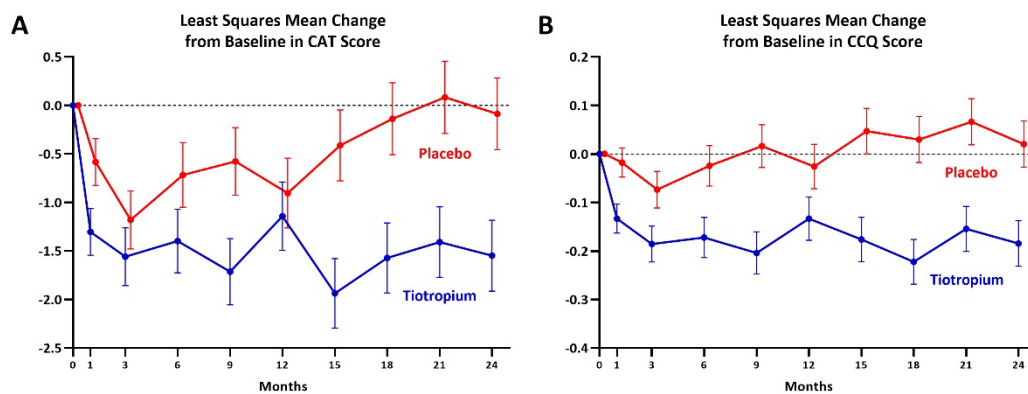 A
Least Squares Mean Change
from Baseline in CAT Score
0.5
0.0
-0.5
-1.0
-1.5
-2.0
-2.5
Placebo
Tiotropium
0 1 3 6 9 12 15 18 21 24
Months
B
Least Squares Mean Change
from Baseline in CCQ Score
0.2
0.1
0.0
-0.1
-0.2
-0.3
-0.4
Placebo
Tiotropium
0 1 3 6 9 12 15 18 21 24
Months